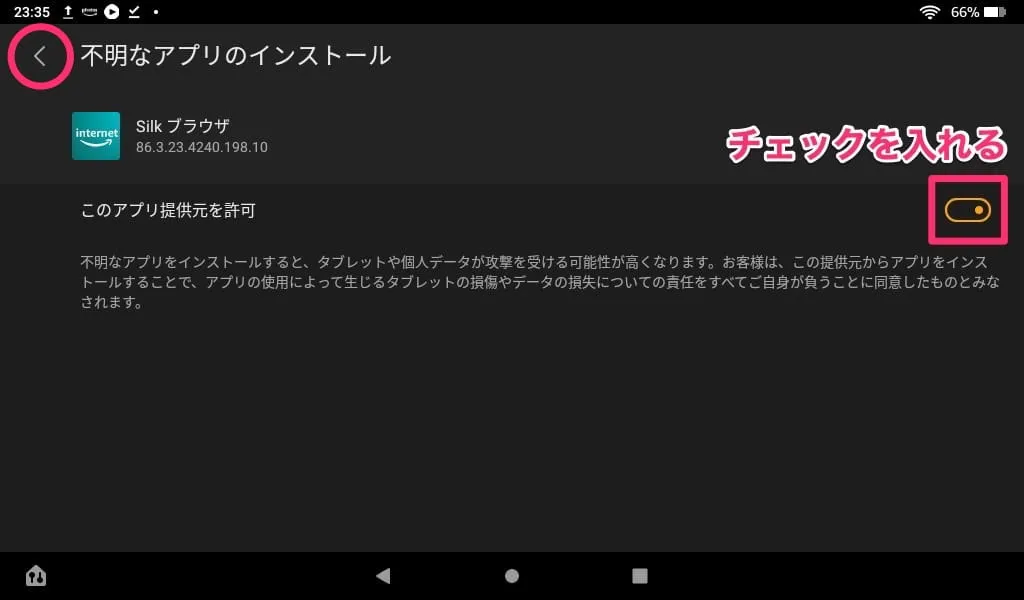 23:35
66%
不明なアプリのインストール
internet
Silk ブラウザ
86.3.23.4240.198.10
チェックを入れる
このアプリ提供元を許可
不明なアプリをインストールすると、タブレットや個人データが攻撃を受ける可能性が高くなります。お客様は、この提供元からアプリをインス
トールすることで、アプリの使用によって生じるタブレットの損傷やデータの損失についての責任をすべてご自身が負うことに同意したものとみな
されます。